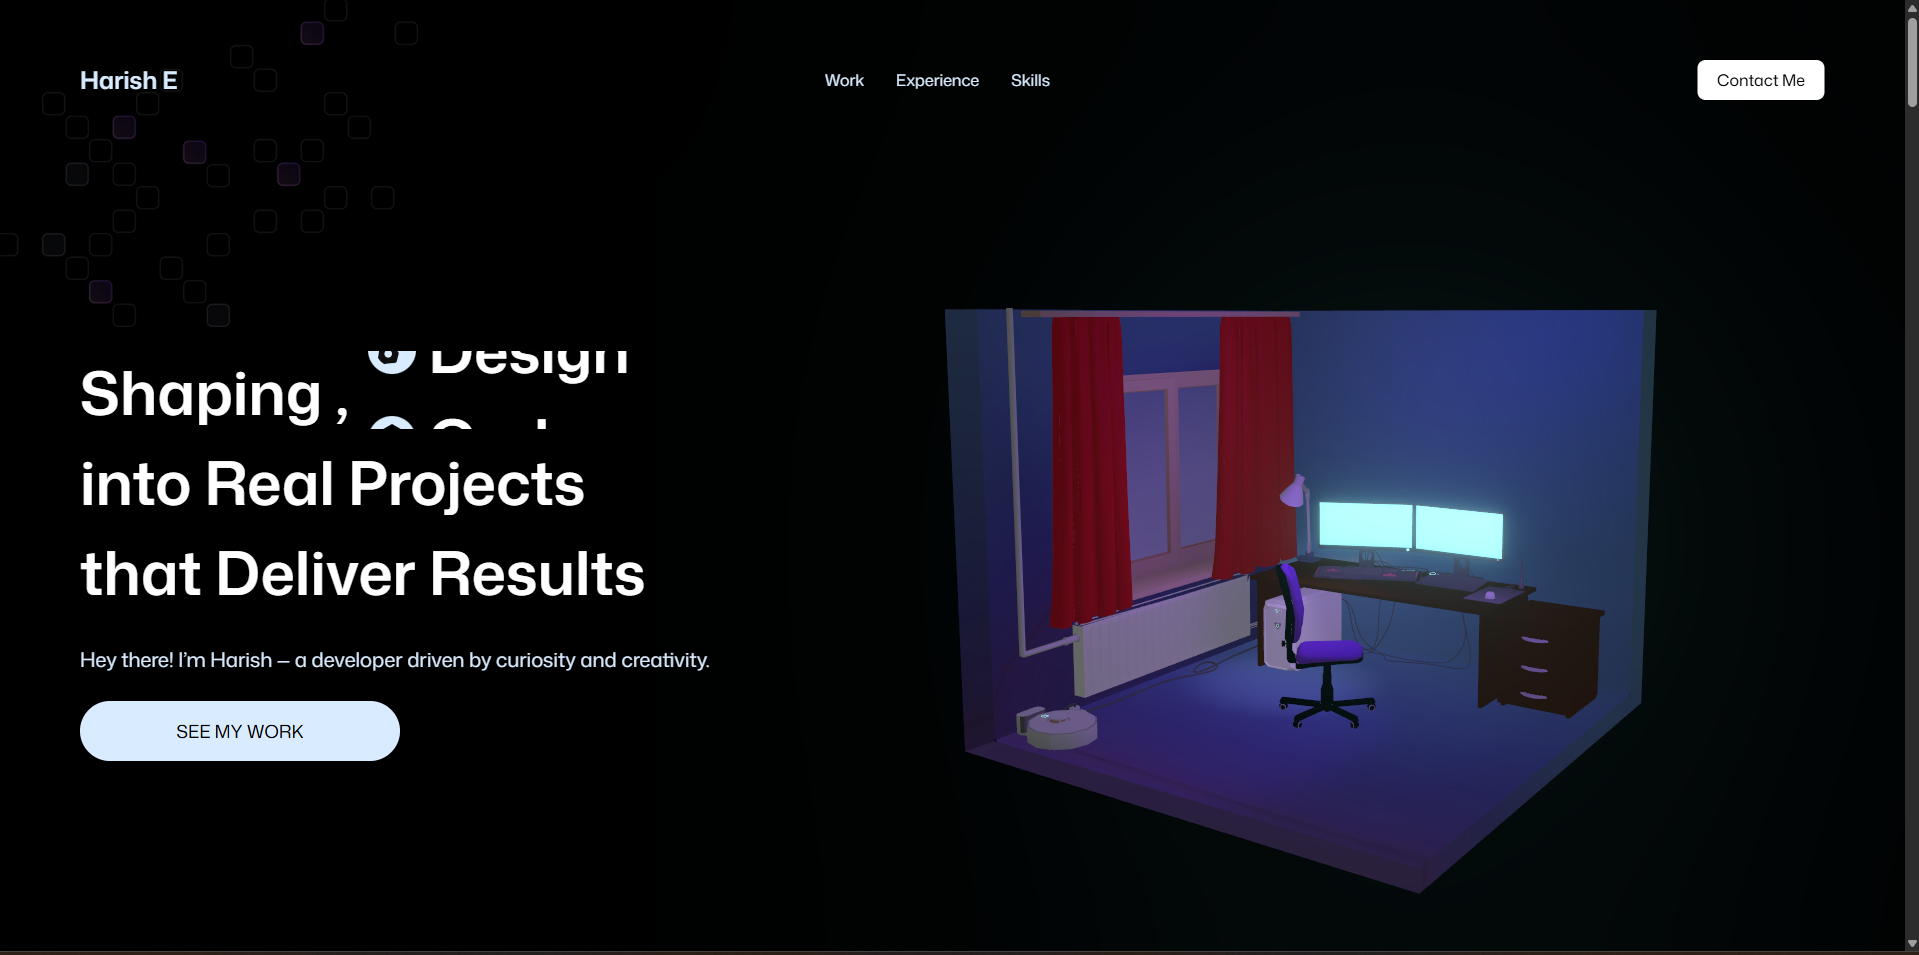 Harish E
Work
Experience
Skills
Contact Me
Design
Shaping ,
into Real Projects
that Deliver Results
Hey there! I’m Harish – a developer driven by curiosity and creativity.
SEE MY WORK